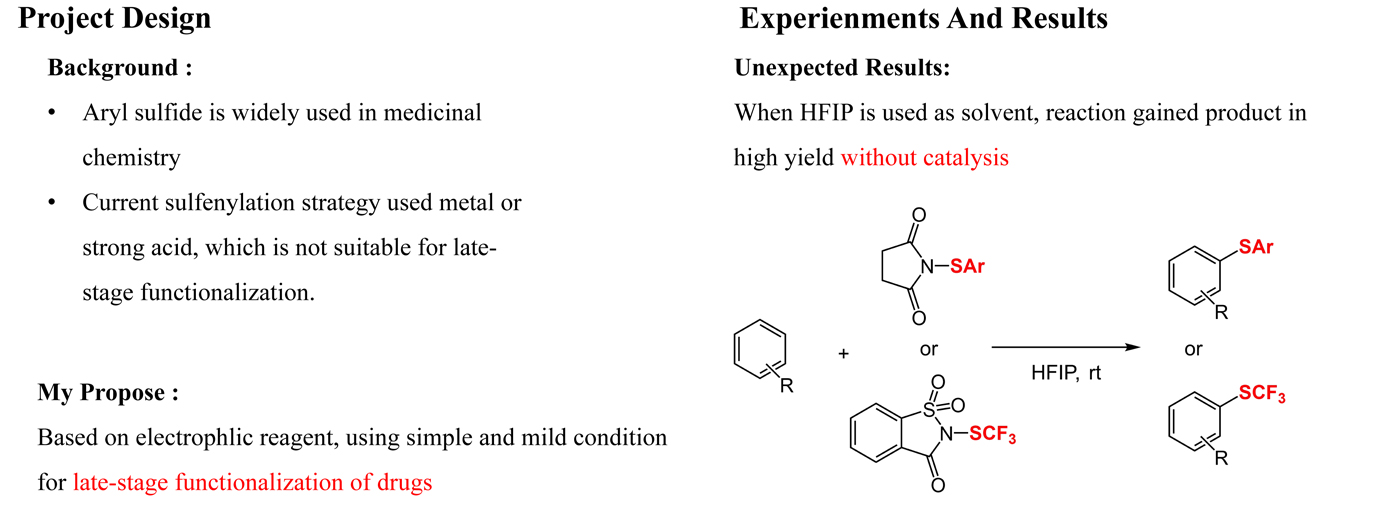 Project Design
Background :
• Aryl sulfide is widely used in medicinal
chemistry
• Current sulfenylation strategy used metal or
strong acid, which is not suitable for late-
stage functionalization.
My Propose :
Based on electrophlic reagent, using simple and mild condition
for late-stage functionalization of drugs
Experienments And Results
Unexpected Results:
When HFIP is used as solvent, reaction gained product in
high yield without catalysis
R
+
O
N–SAr
O
or
O
S=O
N–SCF3
O
HFIP, rt
SAr
R
or
SCF3
R